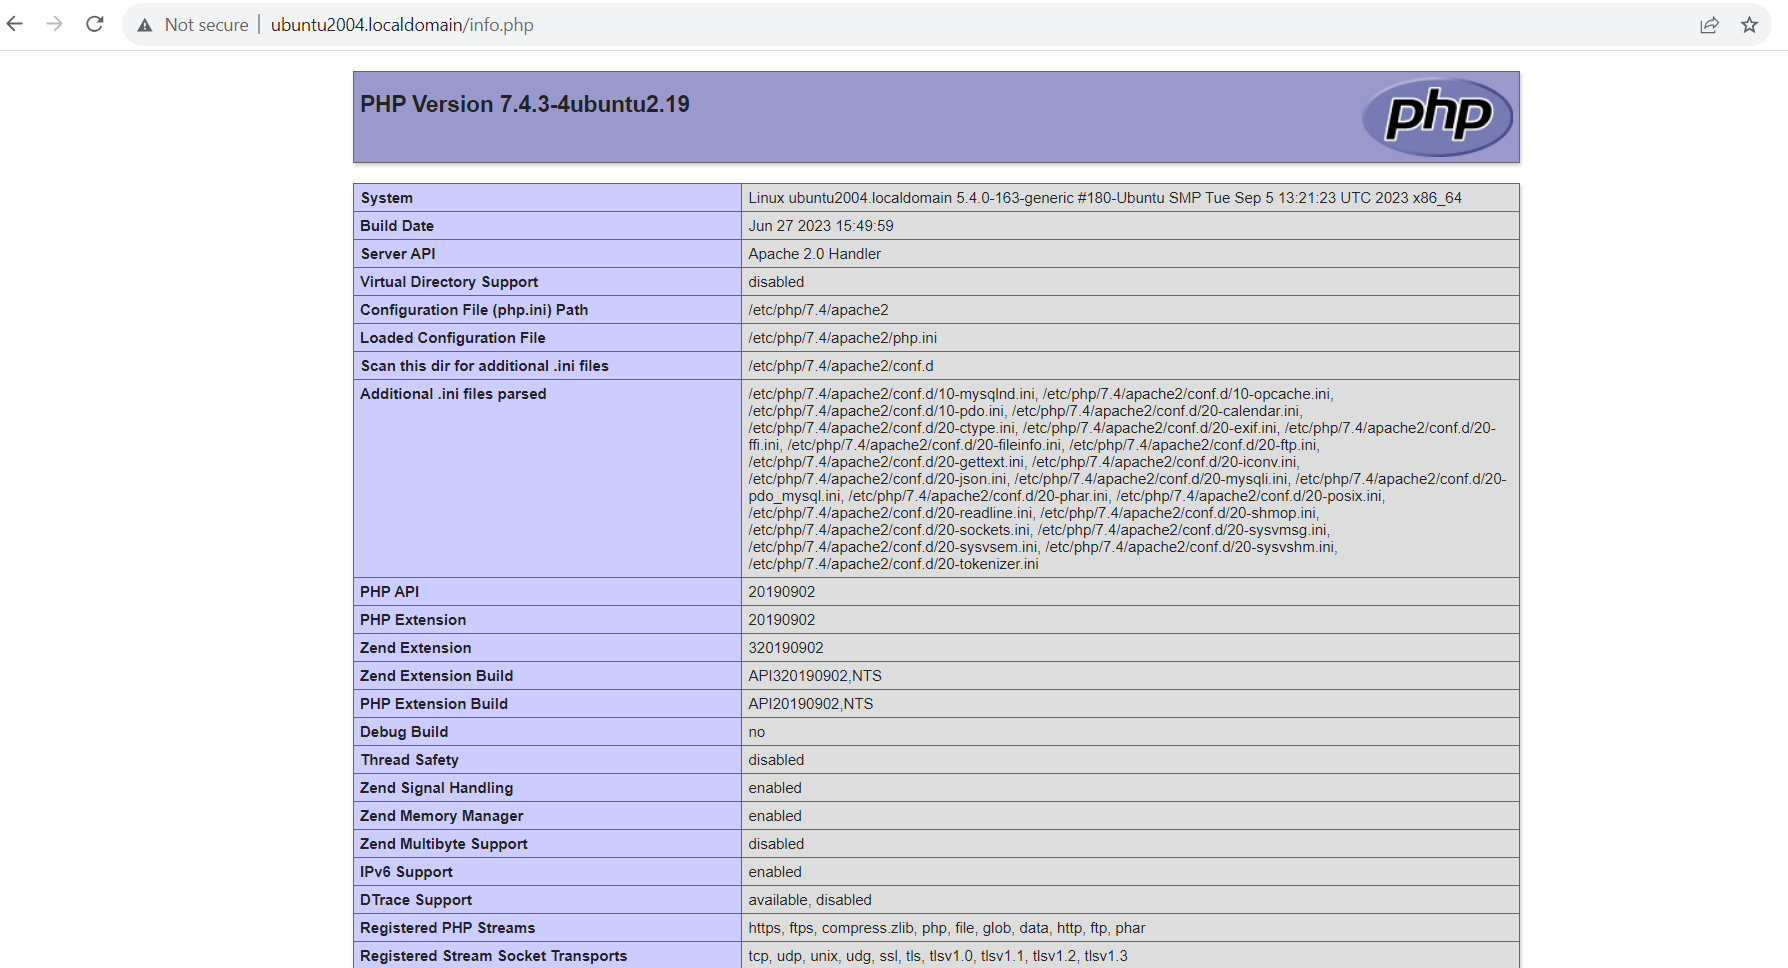 Not secure | ubuntu2004.localdomain/info.php
PHP Version 7.4.3-4ubuntu2.19
php
System Linux ubuntu2004.localdomain 5.4.0-163-generic #180-Ubuntu SMP Tue Sep 5 13:21:23 UTC 2023 x86_64
Build Date Jun 27 2023 15:49:59
Server API Apache 2.0 Handler
Virtual Directory Support disabled
Configuration File (php.ini) Path /etc/php/7.4/apache2
Loaded Configuration File /etc/php/7.4/apache2/php.ini
Scan this dir for additional .ini files /etc/php/7.4/apache2/conf.d
Additional .ini files parsed /etc/php/7.4/apache2/conf.d/10-mysqlnd.ini, /etc/php/7.4/apache2/conf.d/10-opcache.ini,
/etc/php/7.4/apache2/conf.d/10-pdo.ini, /etc/php/7.4/apache2/conf.d/20-calendar.ini,
/etc/php/7.4/apache2/conf.d/20-ctype.ini, /etc/php/7.4/apache2/conf.d/20-exif.ini, /etc/php/7.4/apache2/conf.d/20-
ffi.ini, /etc/php/7.4/apache2/conf.d/20-fileinfo.ini, /etc/php/7.4/apache2/conf.d/20-ftp.ini,
/etc/php/7.4/apache2/conf.d/20-gettext.ini, /etc/php/7.4/apache2/conf.d/20-iconv.ini,
/etc/php/7.4/apache2/conf.d/20-json.ini, /etc/php/7.4/apache2/conf.d/20-mysqli.ini, /etc/php/7.4/apache2/conf.d/20-
pdo_mysql.ini, /etc/php/7.4/apache2/conf.d/20-phar.ini, /etc/php/7.4/apache2/conf.d/20-posix.ini,
/etc/php/7.4/apache2/conf.d/20-readline.ini, /etc/php/7.4/apache2/conf.d/20-shmop.ini,
/etc/php/7.4/apache2/conf.d/20-sockets.ini, /etc/php/7.4/apache2/conf.d/20-sysvmsg.ini,
/etc/php/7.4/apache2/conf.d/20-sysvsem.ini, /etc/php/7.4/apache2/conf.d/20-sysvshm.ini,
/etc/php/7.4/apache2/conf.d/20-tokenizer.ini
PHP API 20190902
PHP Extension 20190902
Zend Extension 320190902
Zend Extension Build API320190902,NTS
PHP Extension Build API20190902,NTS
Debug Build no
Thread Safety disabled
Zend Signal Handling enabled
Zend Memory Manager enabled
Zend Multibyte Support disabled
IPv6 Support enabled
DTrace Support available, disabled
Registered PHP Streams https, ftps, compress.zlib, php, file, glob, data, http, ftp, phar
Registered Stream Socket Transports tcp, udp, unix, udg, ssl, tls, tlsv1.0, tlsv1.1, tlsv1.2, tlsv1.3